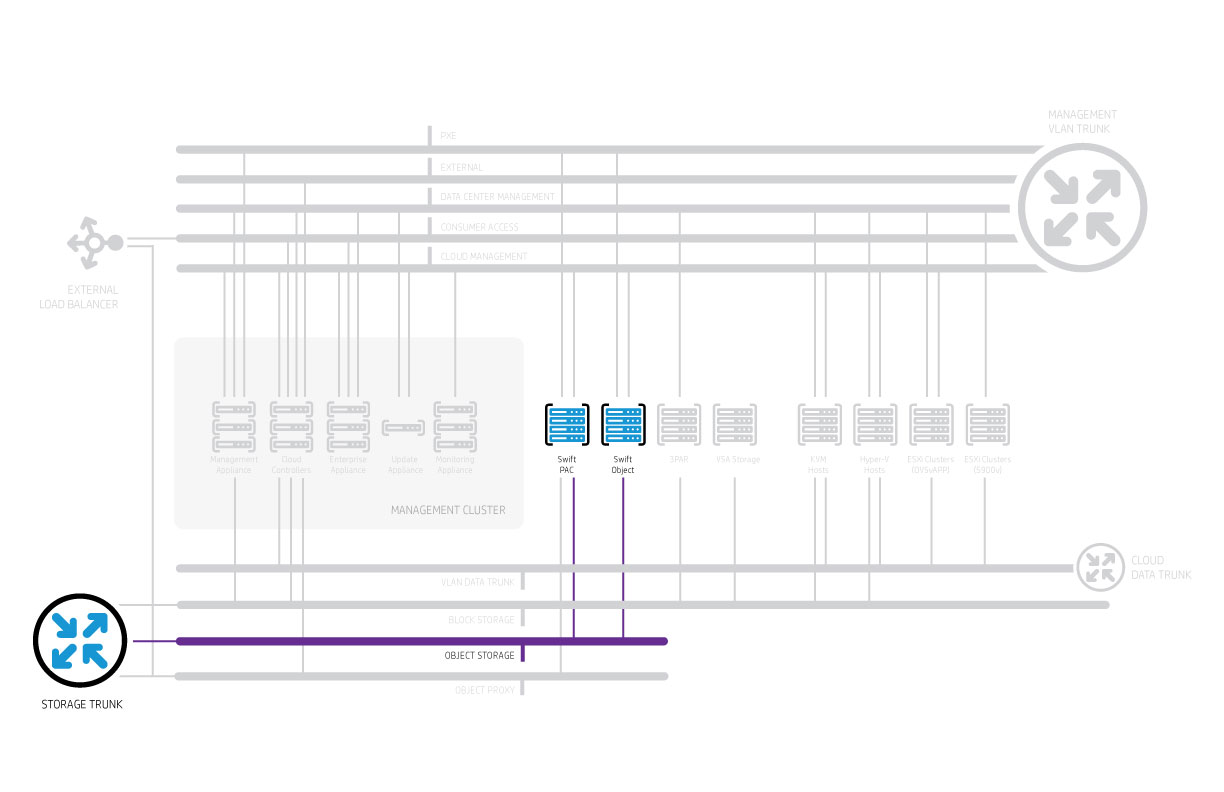 MANAGEMENT
VLAN TRUNK
PXE
EXTERNAL
DATA CENTER MANAGEMENT
CONSUMER ACCESS
CLOUD MANAGEMENT
EXTERNAL
LOAD BALANCER
Management
Appliance
Cloud
Controllers
Enterprise
Appliance
Update
Appliance
Monitoring
Appliance
Swift
PAC
Swift
Object
3PAR
VSA Storage
KVM
Hosts
Hyper-V
Hosts
ESXi Clusters
(OVSvAPP)
ESXi Clusters
(5900v)
MANAGEMENT CLUSTER
CLOUD
DATA TRUNK
VLAN DATA TRUNK
BLOCK STORAGE
OBJECT STORAGE
OBJECT PROXY
STORAGE TRUNK